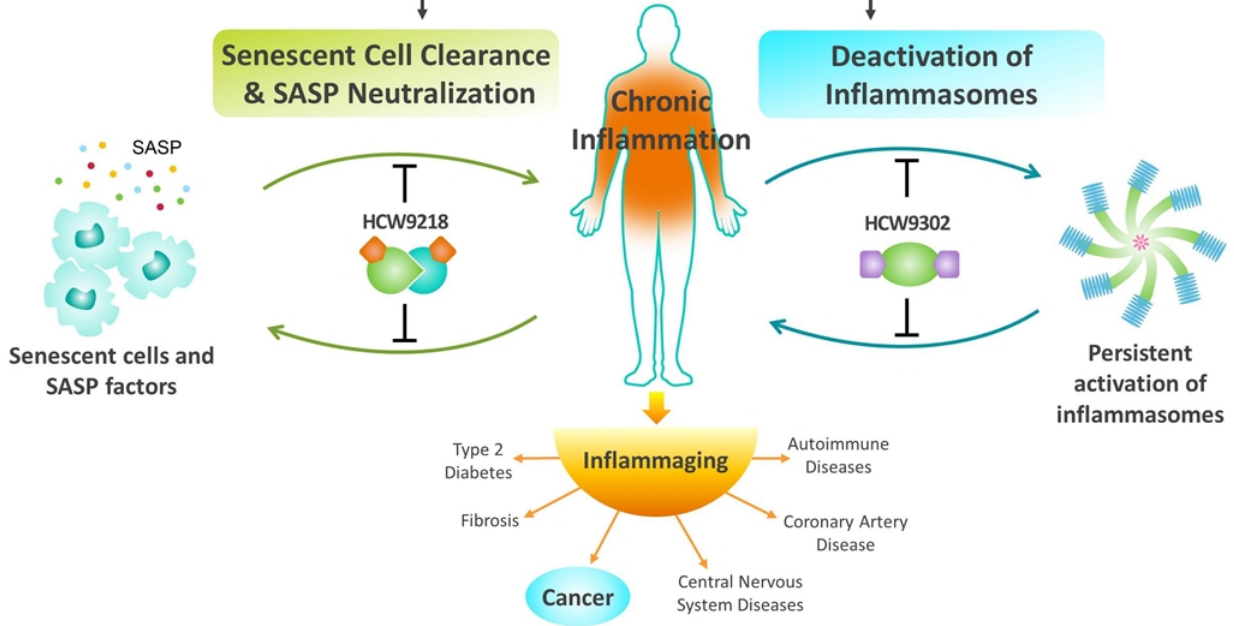 Senescent Cell Clearance
& SASP Neutralization
Deactivation of
Inflammasomes
Chronic
Inflammation
SASP
HCW9218
HCW9302
Senescent cells and
SASP factors
Persistent
activation of
inflammasomes
Inflammaging
Type 2
Diabetes
Autoimmune
Diseases
Fibrosis
Coronary Artery
Disease
Cancer
Central Nervous
System Diseases